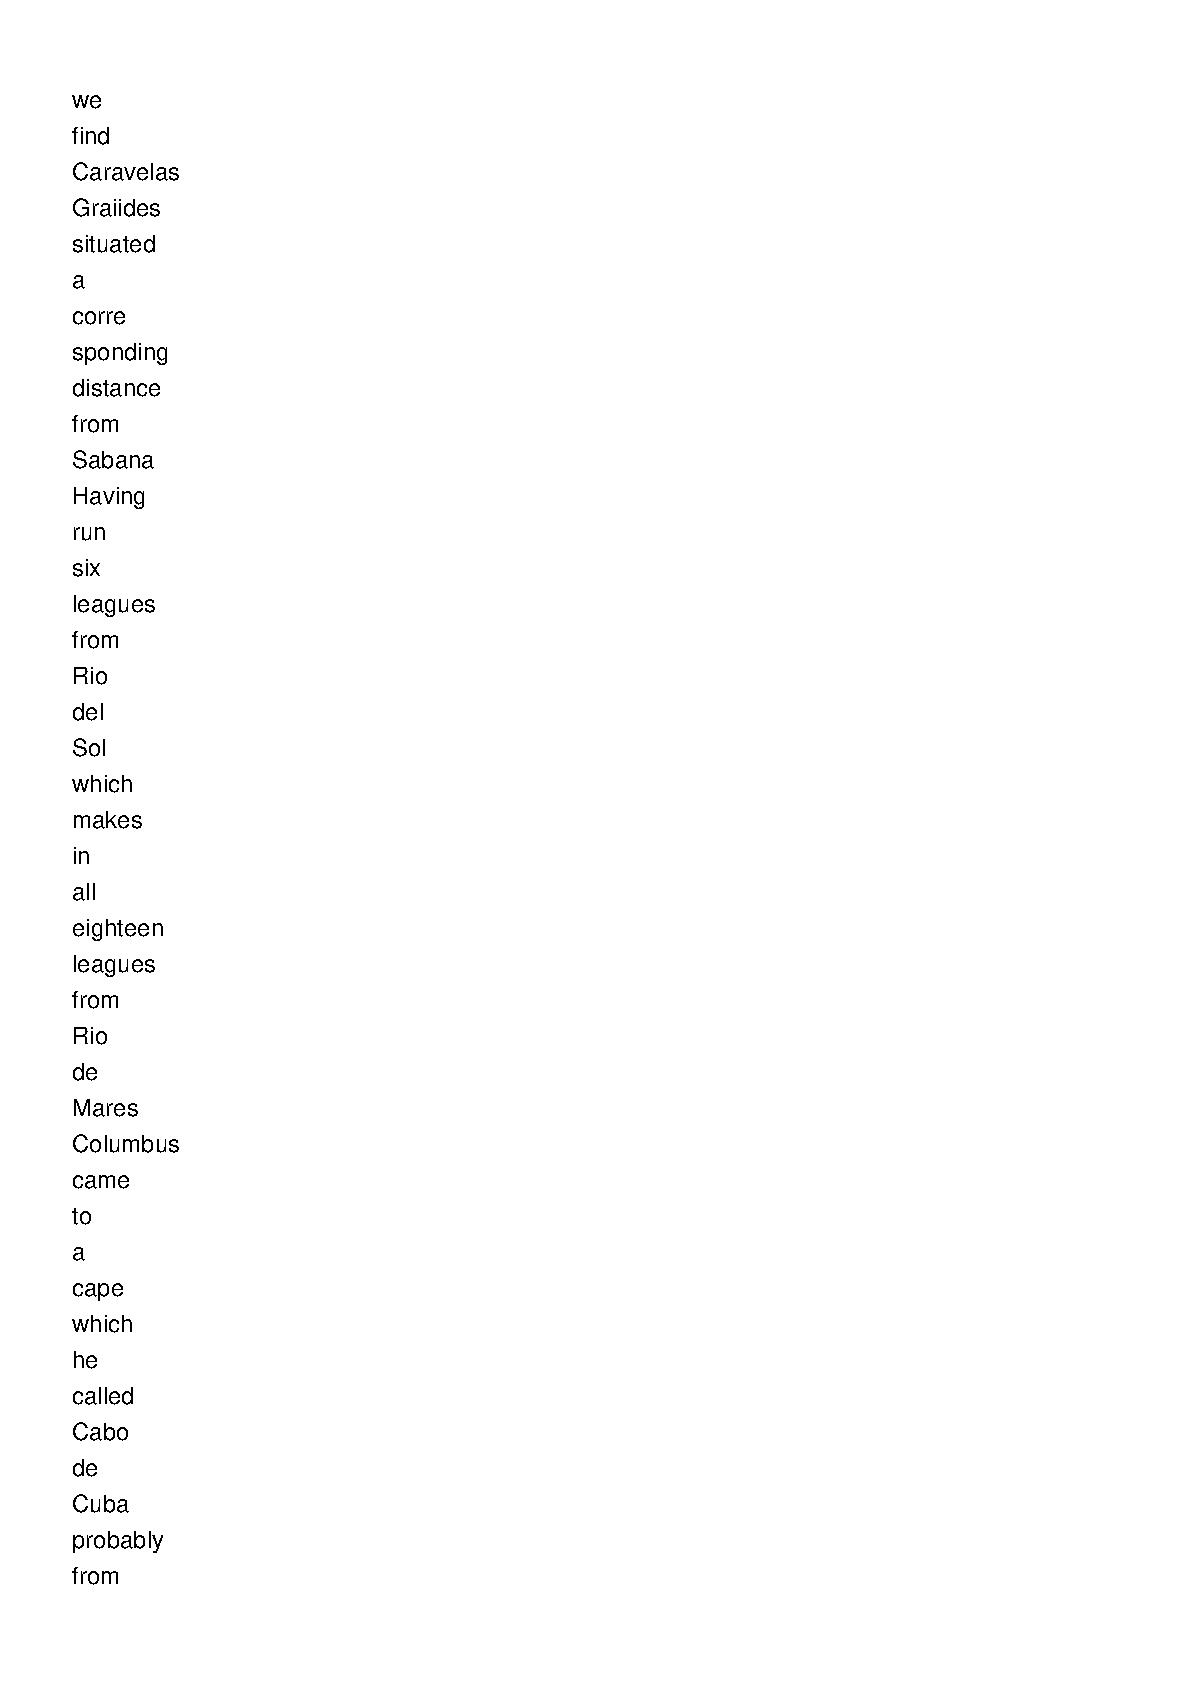 we
find
Caravelas
Graiides
situated
a
corre
sponding
distance
from
Sabana
Having
run
six
leagues
from
Rio
del
Sol
which
makes
in
all
eighteen
leagues
from
Rio
de
Mares
Columbus
came
to
a
cape
which
he
called
Cabo
de
Cuba
probably
from